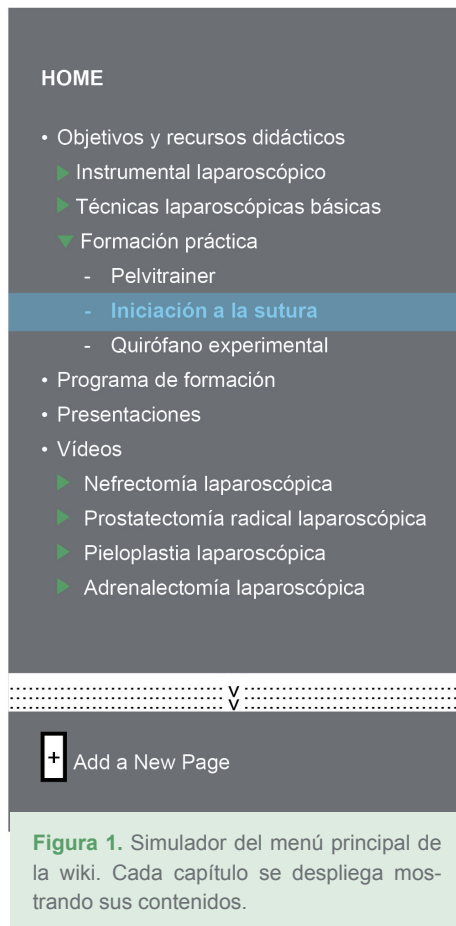 HOME
• Objetivos y recursos didácticos
Instrumental laparoscópico
Técnicas laparoscópicas básicas
Formación práctica
- Pelvitrainer
- Iniciación a la sutura
- Quirófano experimental
• Programa de formación
• Presentaciones
• Vídeos
Nefrectomía laparoscópica
Prostatectomía radical laparoscópica
Pieloplastia laparoscópica
Adrenalectomía laparoscópica
+ Add a New Page
Figura 1. Simulador del menú principal de
la wiki. Cada capítulo se despliega mos-
trando sus contenidos.